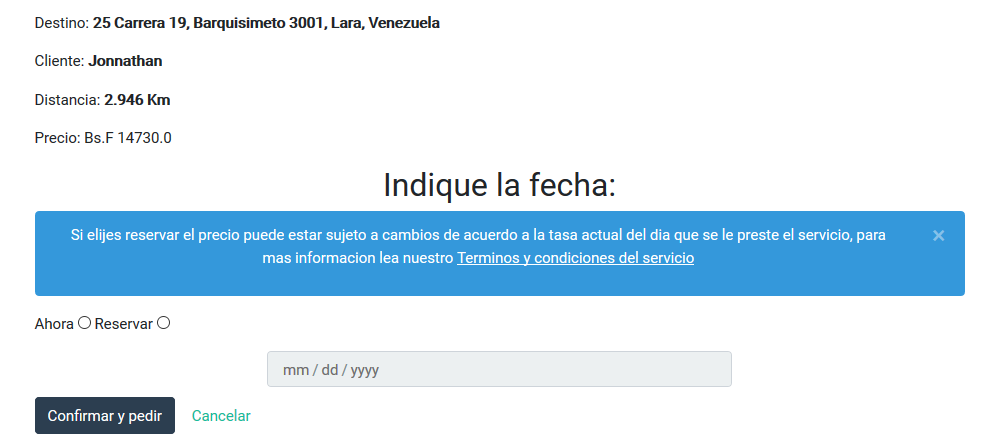 Destino: 25 Carrera 19, Barquisimeto 3001, Lara, Venezuela
Cliente: Jonnathan
Distancia: 2.946 Km
Precio: Bs.F 14730.0
Indique la fecha:
Si elijes reservar el precio puede estar sujeto a cambios de acuerdo a la tasa actual del dia que se le preste el servicio, para
mas informacion lea nuestro Terminos y condiciones del servicio
×
Ahora Reservar
mm / dd / yyyy
Confirmar y pedir Cancelar